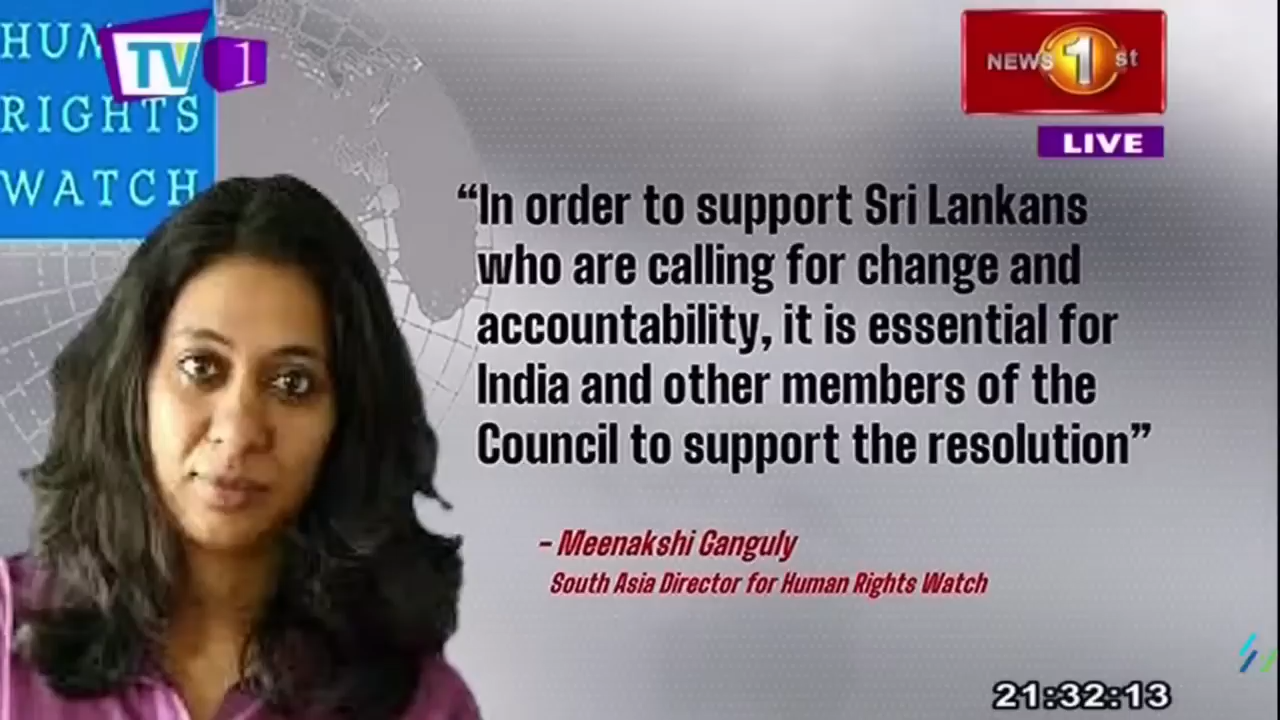 HUM
RIGHTS
WATCH
TV 1
NEWS 1st
LIVE
“In order to support Sri Lankans
who are calling for change and
accountability, it is essential for
India and other members of the
Council to support the resolution”
- Meenakshi Ganguly
South Asia Director for Human Rights Watch
21:32:13